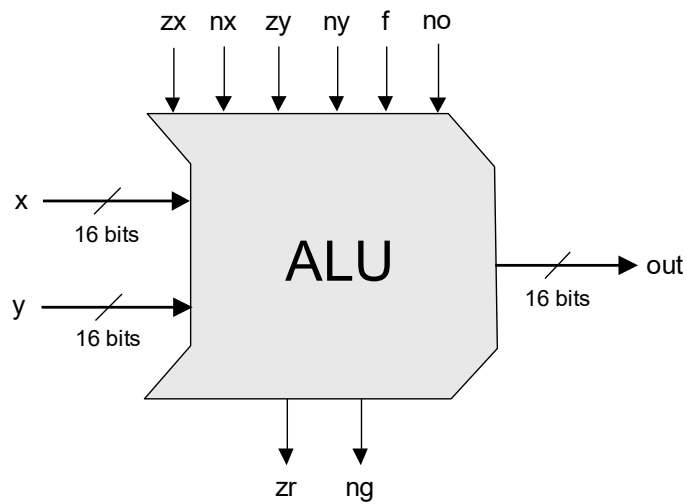 zx nx zy ny f no
x
16 bits
ALU
out
16 bits
y
16 bits
zr ng